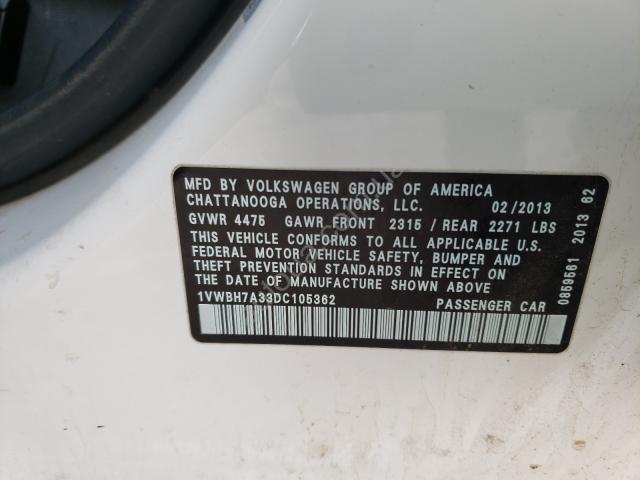 MFD BY VOLKSWAGEN GROUP OF AMERICA
CHATTANOOGA OPERATIONS, LLC. 02/2013
GVWR 4475 GAWR FRONT 2315 / REAR 2271 LBS
THIS VEHICLE CONFORMS TO ALL APPLICABLE U.S.
FEDERAL MOTOR VEHICLE SAFETY, BUMPER AND
THEFT PREVENTION STANDARDS IN EFFECT ON
THE DATE OF MANUFACTURE SHOWN ABOVE
1VWBH7A33DC105362 PASSENGER CAR
0859561 2013 62